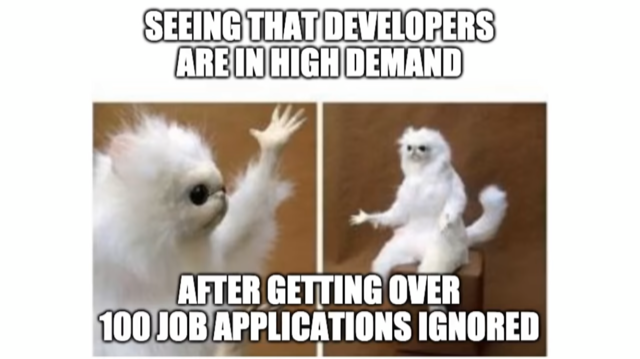 SEEING THAT DEVELOPERS
ARE IN HIGH DEMAND
AFTER GETTING OVER
100 JOB APPLICATIONS IGNORED